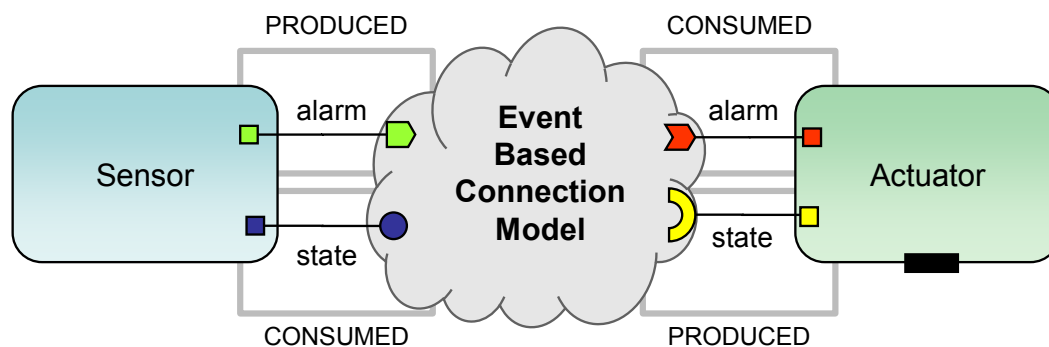 PRODUCED
CONSUMED
alarm
alarm
Event
Based
Connection
Model
Sensor
Actuator
state
state
CONSUMED
PRODUCED